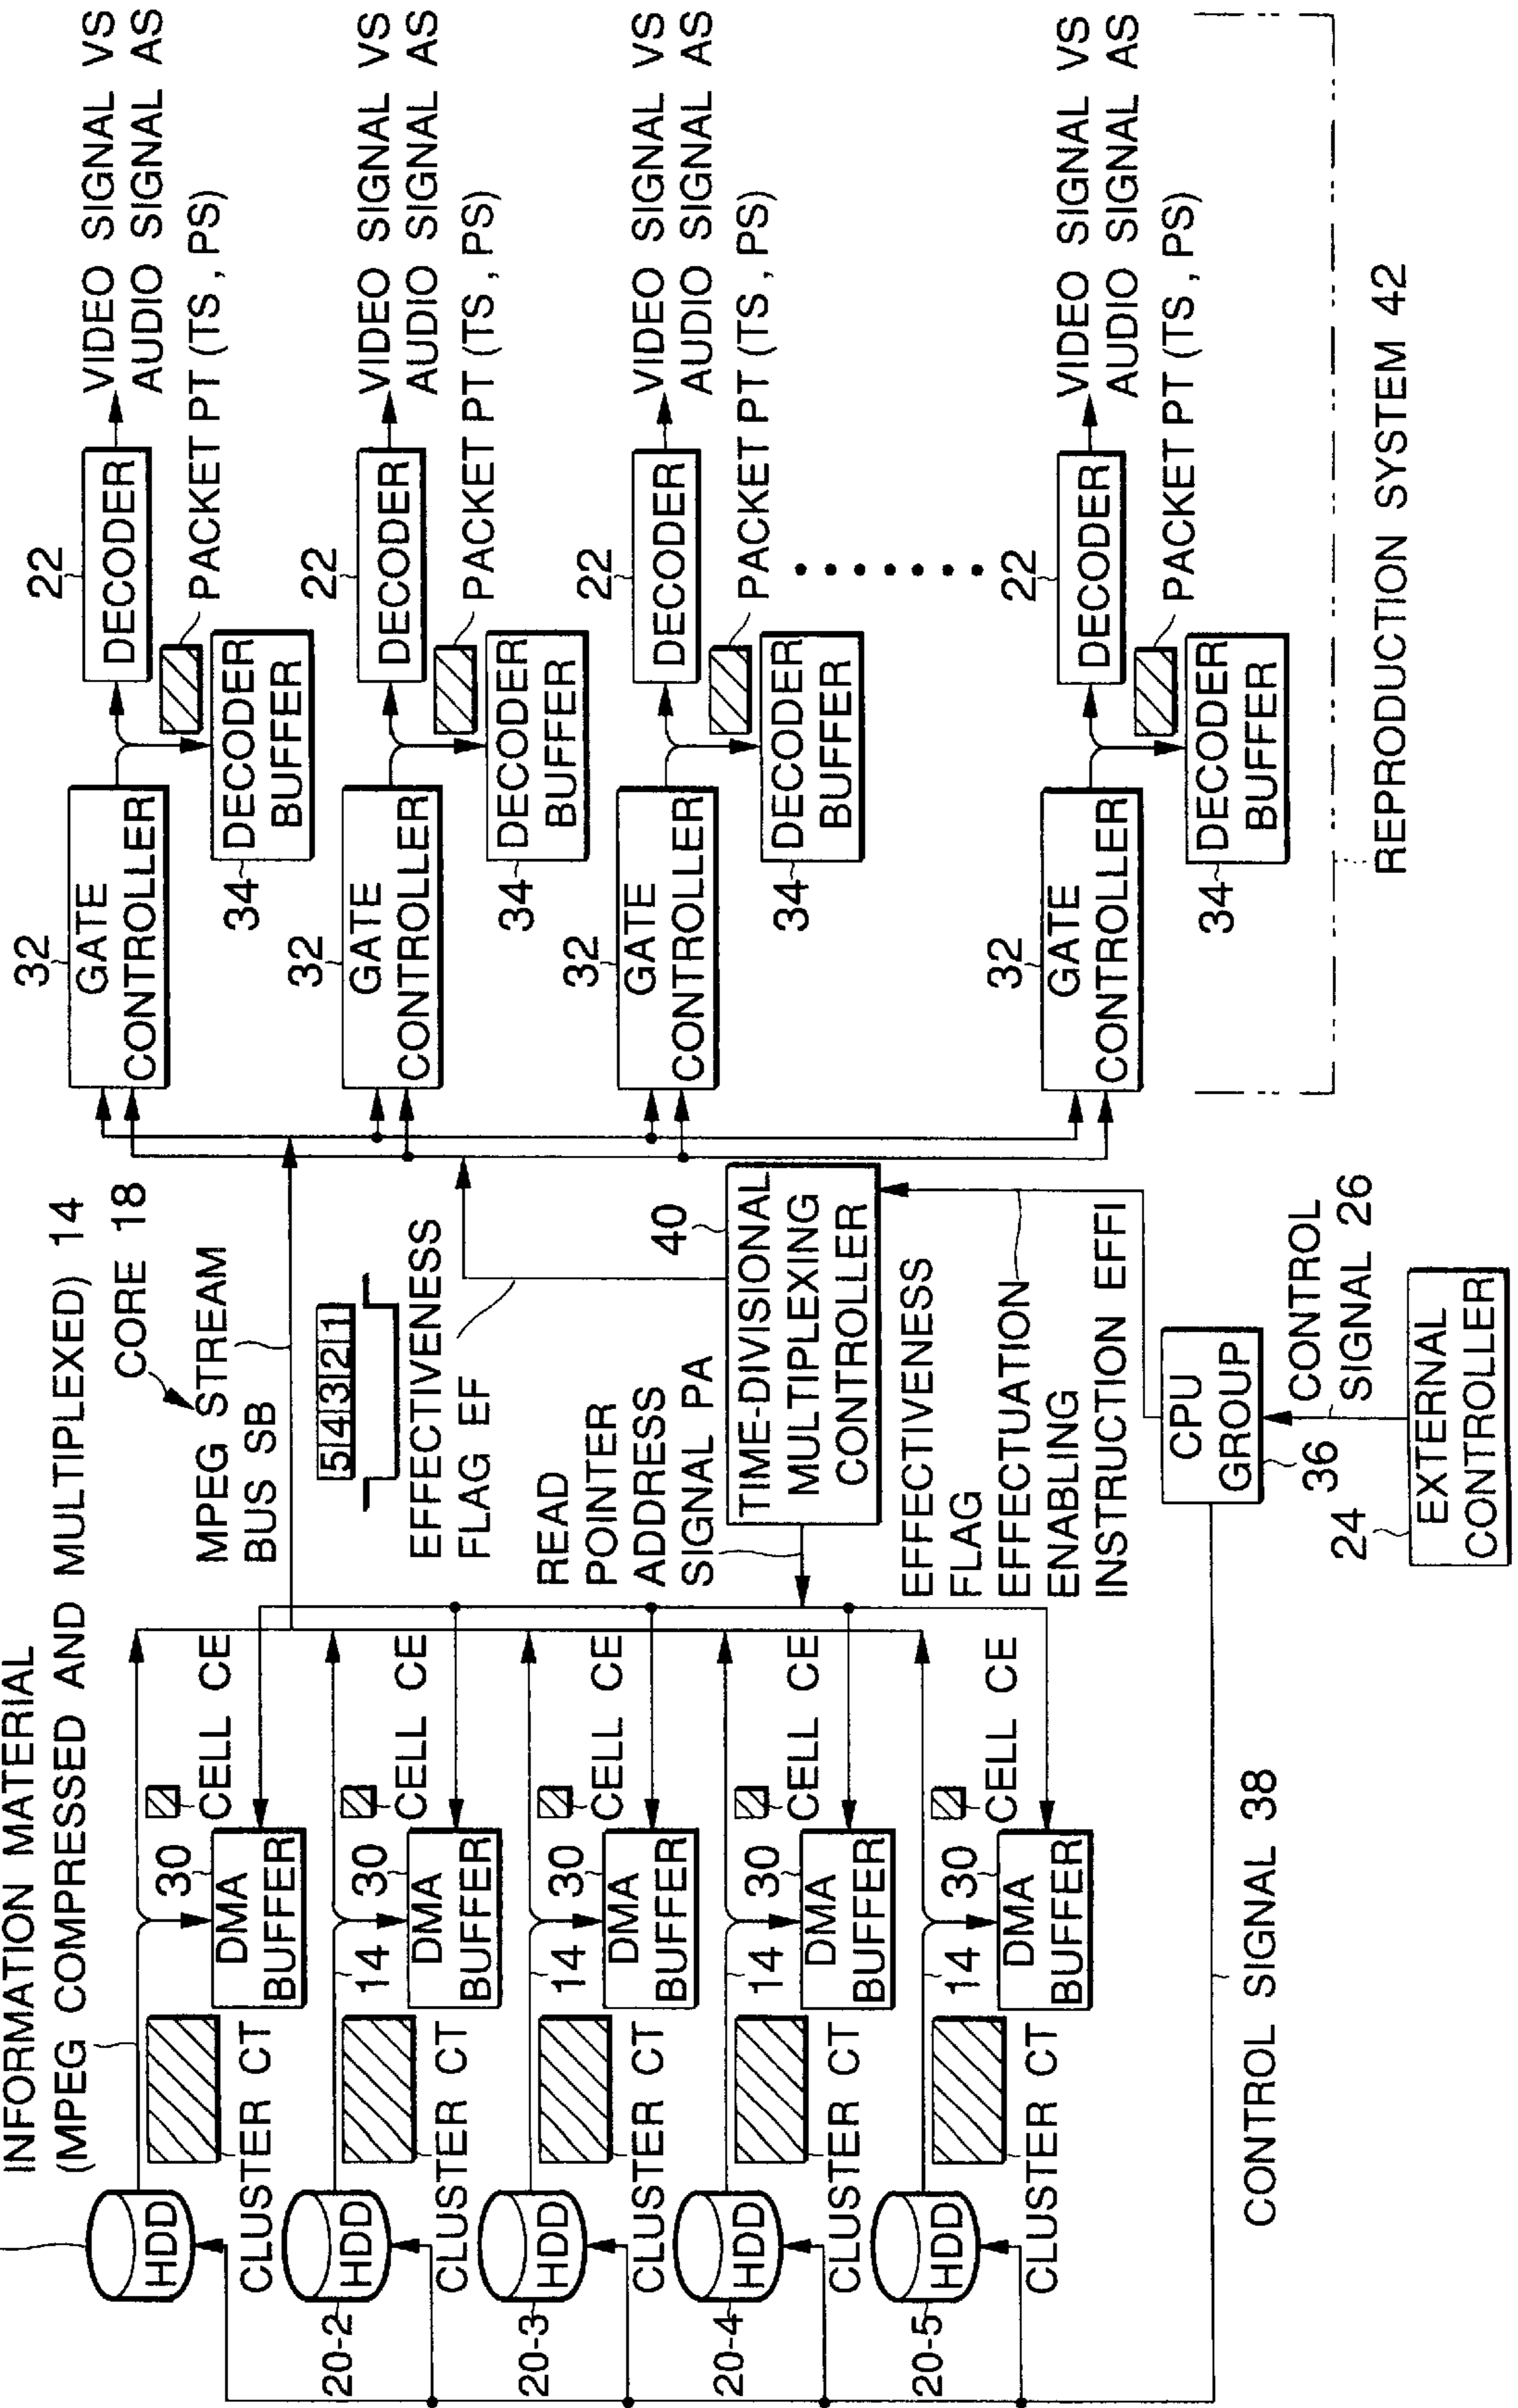 INFORMATION MATERIAL
(MPEG COMPRESSED AND MULTIPLEXED) 14
CORE 18
MPEG STREAM
BUS SB
5 4 3 2 1
EFFECTIVENESS
FLAG EF
READ
POINTER
ADDRESS
SIGNAL PA
40
TIME-DIVISIONAL
MULTIPLEXING
CONTROLLER
EFFECTIVENESS
FLAG
EFFECTUATION
ENABLING
INSTRUCTION EFFI
CPU
GROUP
36
CONTROL
SIGNAL 26
24
EXTERNAL
CONTROLLER
CONTROL SIGNAL 38
HDD
CLUSTER CT
30
DMA
BUFFER
CELL CE
20-2
HDD
CLUSTER CT
14
30
DMA
BUFFER
CELL CE
20-3
HDD
CLUSTER CT
14
30
DMA
BUFFER
CELL CE
20-4
HDD
CLUSTER CT
14
30
DMA
BUFFER
CELL CE
20-5
HDD
CLUSTER CT
14
30
DMA
BUFFER
CELL CE
32
GATE
CONTROLLER
34
DECODER
BUFFER
22
DECODER
PACKET PT (TS, PS)
VIDEO SIGNAL VS
AUDIO SIGNAL AS
32
GATE
CONTROLLER
34
DECODER
BUFFER
22
DECODER
PACKET PT (TS, PS)
VIDEO SIGNAL VS
AUDIO SIGNAL AS
32
GATE
CONTROLLER
34
DECODER
BUFFER
22
DECODER
PACKET PT (TS, PS)
VIDEO SIGNAL VS
AUDIO SIGNAL AS
32
GATE
CONTROLLER
34
DECODER
BUFFER
22
DECODER
PACKET PT (TS, PS)
VIDEO SIGNAL VS
AUDIO SIGNAL AS
REPRODUCTION SYSTEM 42